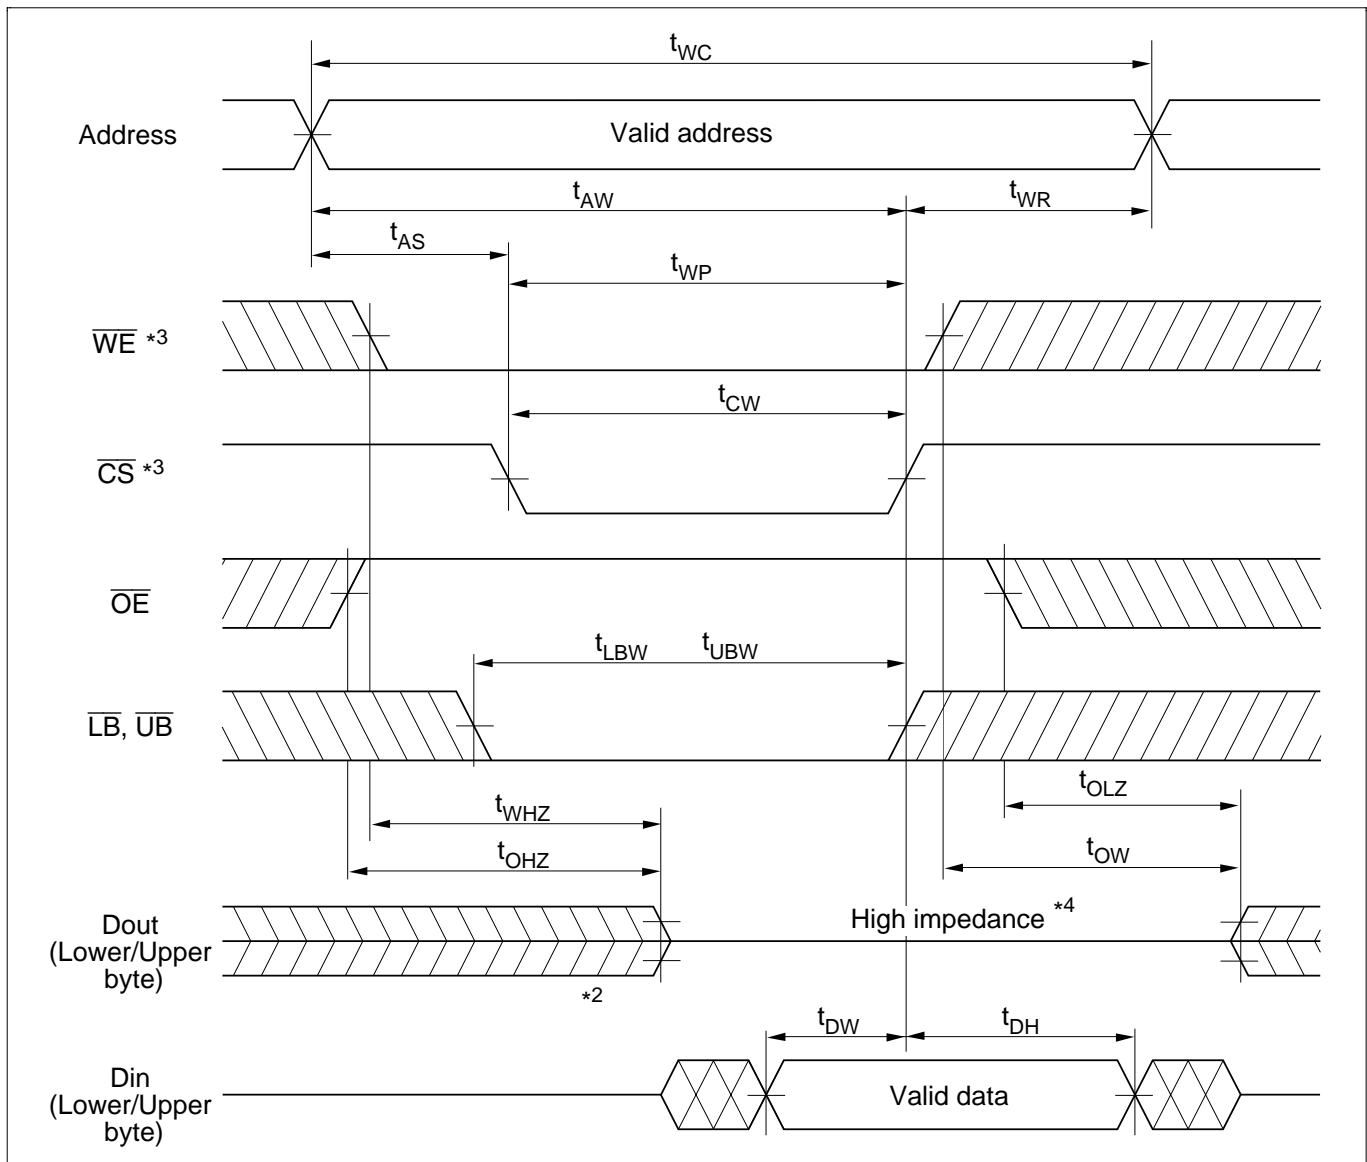 tWC
Address
Valid address
tAW
tWR
tAS
tWP
WE *3
tCW
CS *3
OE
tLBW tUBW
LB, UB
tOLZ
tWHZ
tOW
tOHZ
High impedance *4
Dout
(Lower/Upper
byte)
*2
tDW
tDH
Din
(Lower/Upper
byte)
Valid data